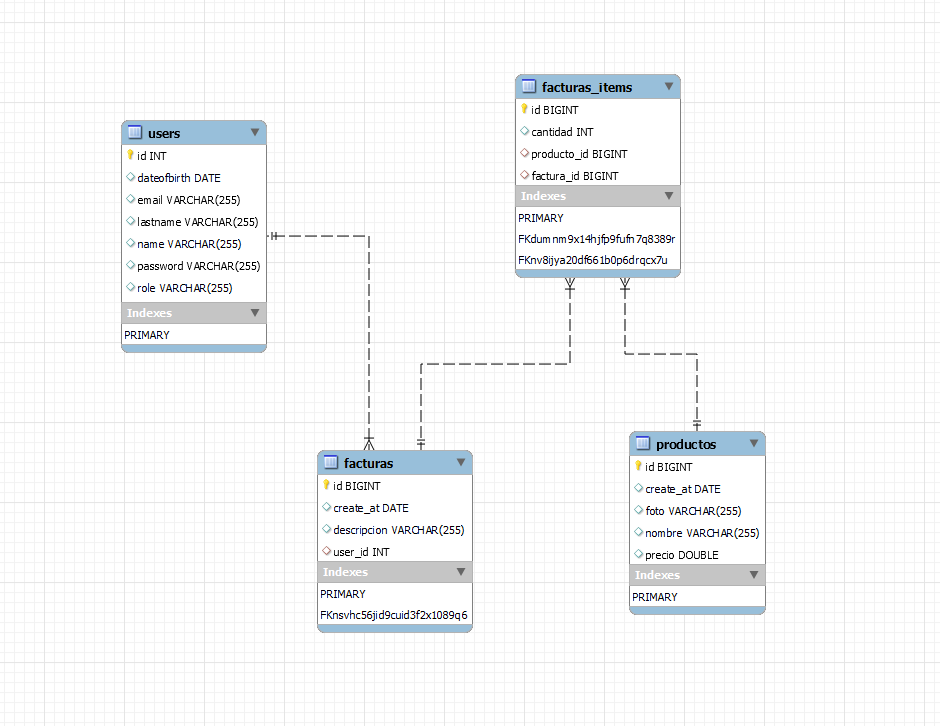 users
id INT
dateofbirth DATE
email VARCHAR(255)
lastname VARCHAR(255)
name VARCHAR(255)
password VARCHAR(255)
role VARCHAR(255)
Indexes
PRIMARY
facturas_items
id BIGINT
cantidad INT
producto_id BIGINT
factura_id BIGINT
Indexes
PRIMARY
FKdumnm9x14hjfp9fufn7q8389r
FKnv8ijya20df661b0p6drqcx7u
facturas
id BIGINT
create_at DATE
descripcion VARCHAR(255)
user_id INT
Indexes
PRIMARY
FKnsvhc56jid9cuid3f2x1089q6
productos
id BIGINT
create_at DATE
foto VARCHAR(255)
nombre VARCHAR(255)
precio DOUBLE
Indexes
PRIMARY